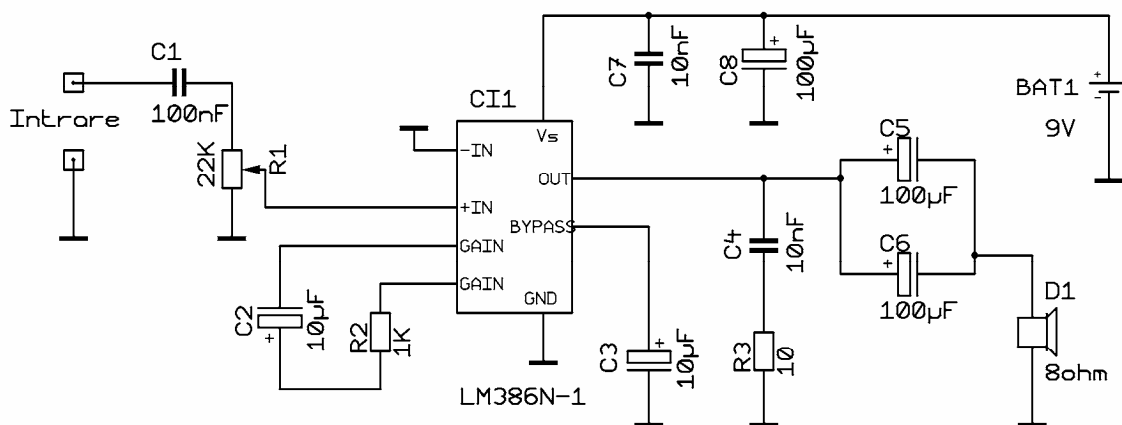 C1
100nF
Intrare
22K
R1
CI1
Vs
-IN
OUT
+IN
BYPASS
GAIN
GAIN
GND
LM386N-1
C2
10µF
+
R2
1K
C3
10µF
+
C7
10nF
C8
100µF
+
C4
10nF
R3
10
C5
+
100µF
C6
+
100µF
BAT1
+
-
9V
D1
8ohm